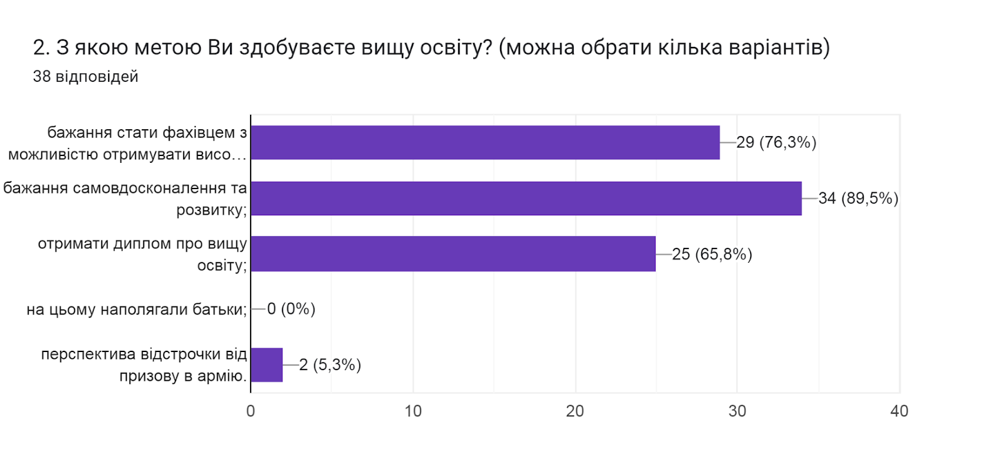 2. З якою метою Ви здобуваєте вищу освіту? (можна обрати кілька варіантів)
38 відповідей
бажання стати фахівцем з
можливістю отримувати висо…
29 (76,3%)
бажання самовдосконалення та
розвитку;
34 (89,5%)
отримати диплом про вищу
освіту;
25 (65,8%)
на цьому наполягали батьки;
0 (0%)
перспектива відстрочки від
призову в армію.
2 (5,3%)
0 10 20 30 40